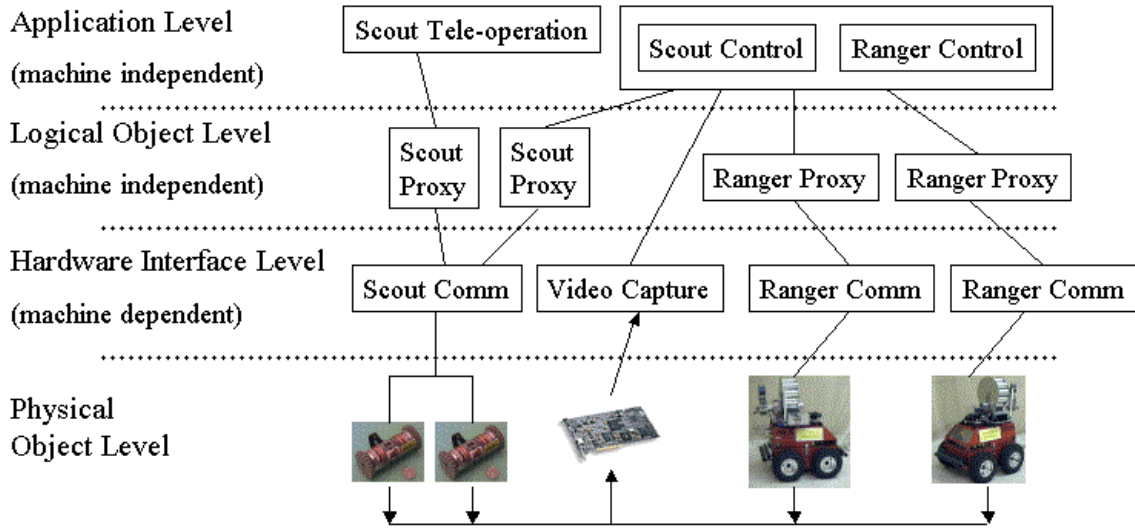 Application Level
(machine independent)
Scout Tele-operation
Scout Control
Ranger Control
Logical Object Level
(machine independent)
Scout
Proxy
Scout
Proxy
Ranger Proxy
Ranger Proxy
Hardware Interface Level
(machine dependent)
Scout Comm
Video Capture
Ranger Comm
Ranger Comm
Physical
Object Level